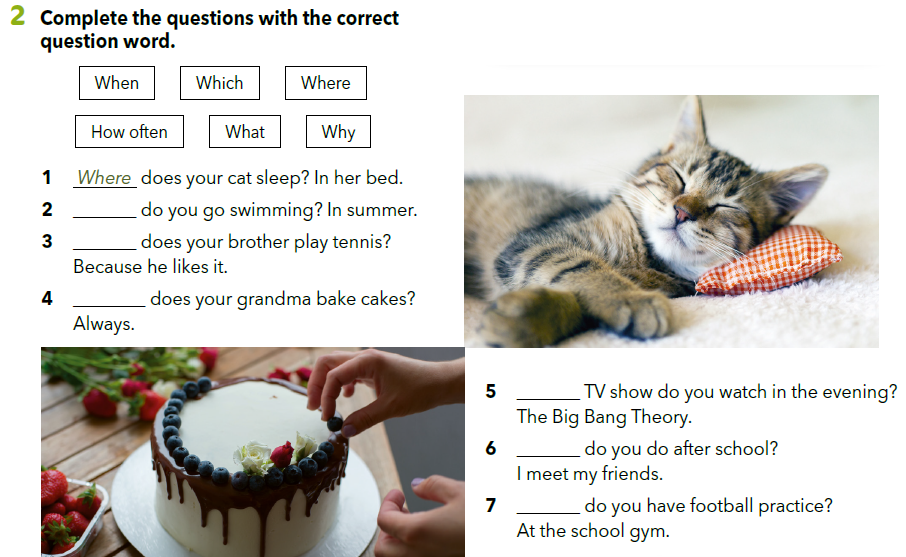 2 Complete the questions with the correct
question word.
When Which Where
How often What Why
1 Where does your cat sleep? In her bed.
2 _______ do you go swimming? In summer.
3 _______ does your brother play tennis?
Because he likes it.
4 ________ does your grandma bake cakes?
Always.
5 _______ TV show do you watch in the evening?
The Big Bang Theory.
6 _______ do you do after school?
I meet my friends.
7 _______ do you have football practice?
At the school gym.